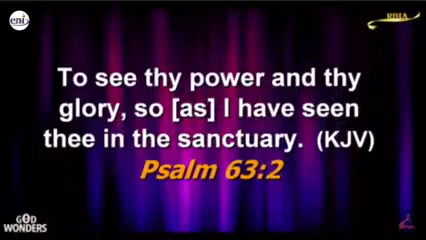 eni
To see thy power and thy
glory, so [as] I have seen
thee in the sanctuary. (KJV)
Psalm 63:2
GOD
WONDERS